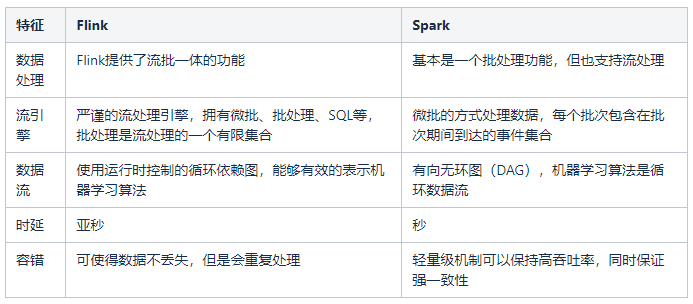 特征 Flink Spark
数据 Flink提供了流批一体的功能 基本是一个批处理功能，但也支持流处理
处理
流引 严谨的流处理引擎，拥有微批、批处理、SQL等， 微批的方式处理数据，每个批次包含在批
擎 批处理是流处理的一个有限集合 次期间到达的事件集合
数据 使用运行时控制的循环依赖图，能够有效的表示机 有向无环图（DAG），机器学习算法是循
流 器学习算法 环数据流
时延 亚秒 秒
容错 可使得数据不丢失，但是会重复处理 轻量级机制可以保持高吞吐率，同时保证
强一致性